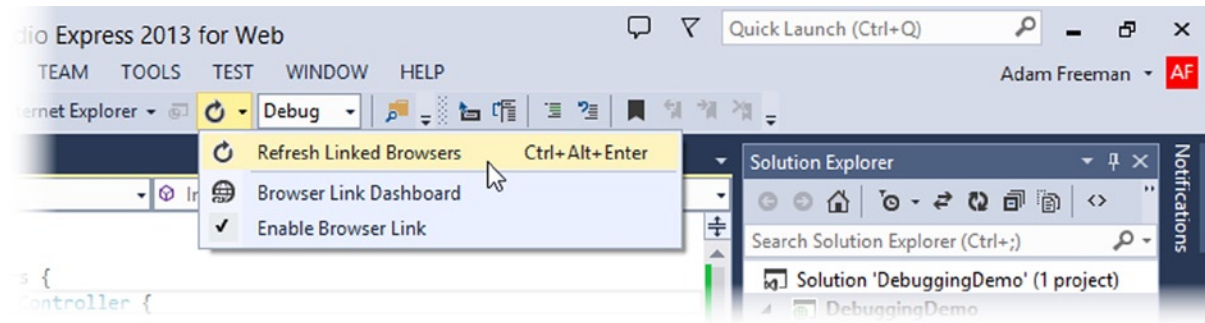 dio Express 2013 for Web
Quick Launch (Ctrl+Q)
TEAM TOOLS TEST WINDOW HELP
Adam Freeman AF
ternet Explorer Debug
Refresh Linked Browsers Ctrl+Alt+Enter
Browser Link Dashboard
Enable Browser Link
Solution Explorer
Notifications
In
Search Solution Explorer (Ctrl+;)
Solution 'DebuggingDemo' (1 project)
DebuggingDemo
s {
Controller {